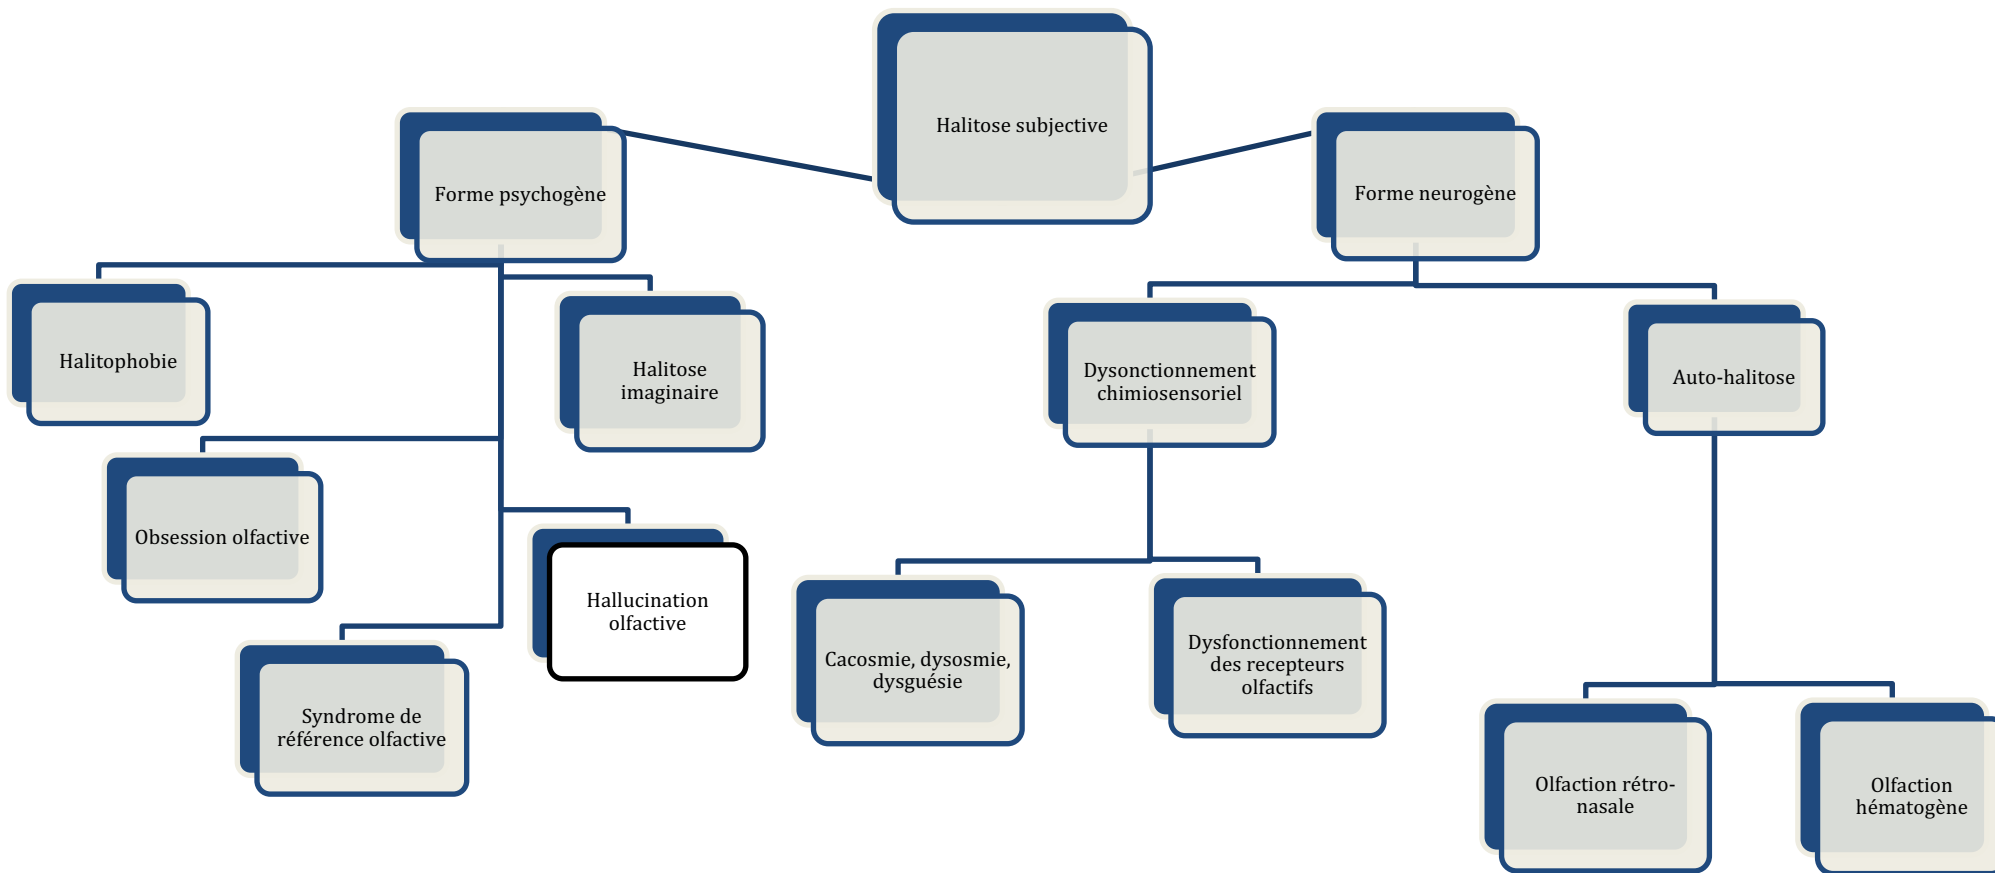 Halitose subjective
Forme psychogène
Forme neurogène
Halitophobie
Halitose
imaginaire
Dysonctionnement
chimiosensoriel
Auto-halitose
Obsession olfactive
Hallucination
olfactive
Cacosmie, dysosmie,
dysguésie
Dysfonctionnement
des recepteurs
olfactifs
Syndrome de
référence olfactive
Olfaction rétro-
nasale
Olfaction
hématogène